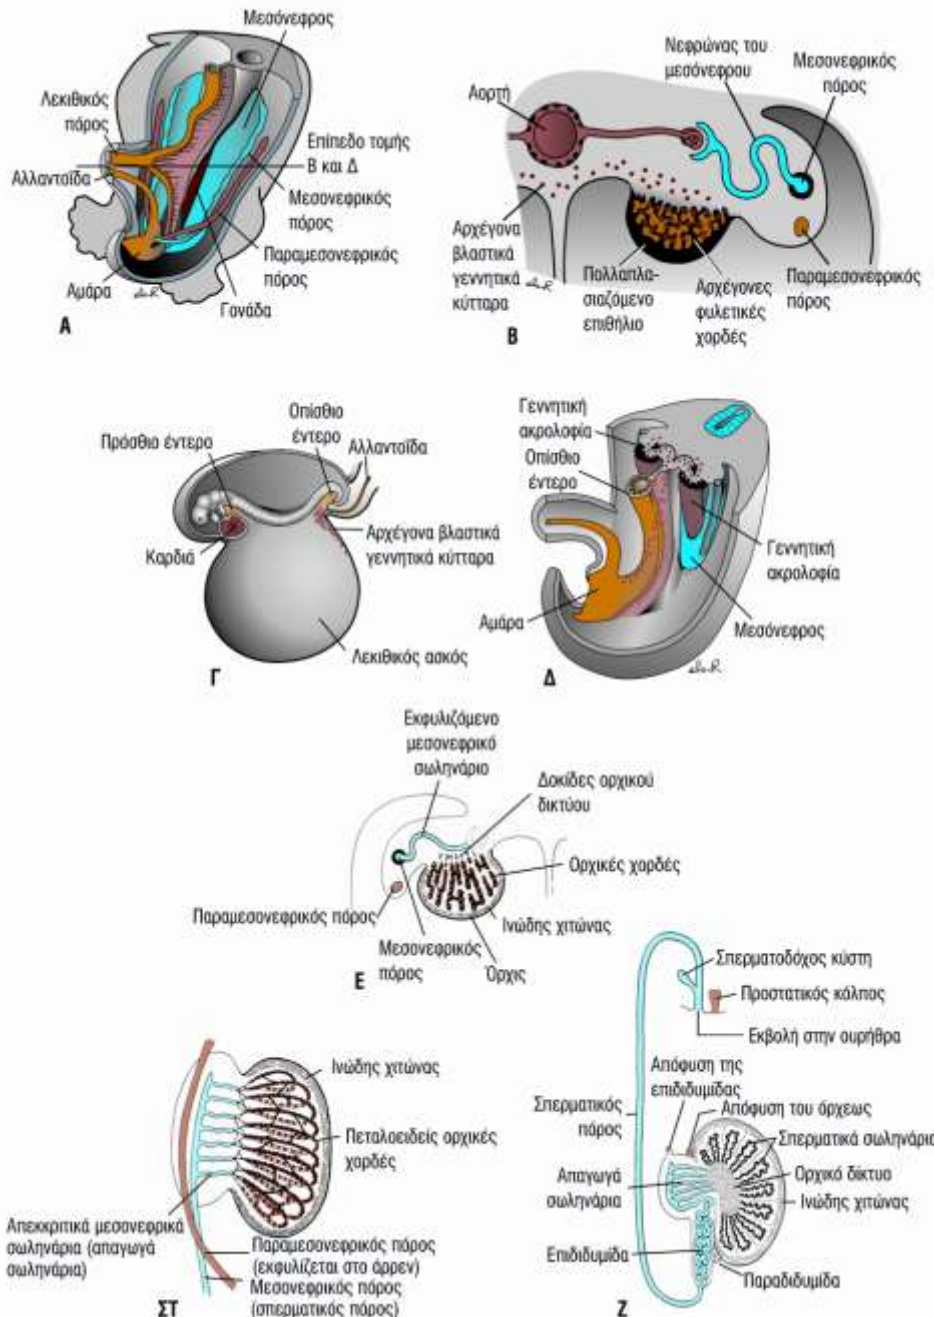 Μεσόνεφρος
Λεκιθικός
πόρος
Αλλαντοΐδα
Επίπεδο τομής
Β και Δ
Μεσονεφρικός
πόρος
Παραμεσονεφρικός
πόρος
Αμάρα
Γονάδα
Α
Νεφρώνας του
μεσόνεφρου
Μεσονεφρικός
πόρος
Αορτή
Αρχέγονα
βλαστικά
γεννητικά
κύτταρα
Πολλαπλα-
σιαζόμενο
επιθήλιο
Αρχέγονες
φυλετικές
χορδές
Παραμεσονεφρικός
πόρος
Β
Πρόσθιο έντερο
Οπίσθιο
έντερο
Αλλαντοΐδα
Καρδιά
Αρχέγονα βλαστικά
γεννητικά κύτταρα
Λεκιθικός ασκός
Γ
Γεννητική
ακρολοφία
Οπίσθιο
έντερο
Γεννητική
ακρολοφία
Αμάρα
Μεσόνεφρος
Δ
Εκφυλιζόμενο
μεσονεφρικό
σωληνάριο
Δοκίδες ορχικού
δικτύου
Ορχικές χορδές
Παραμεσονεφρικός πόρος
Ινώδης χιτώνας
Μεσονεφρικός
πόρος
Όρχις
Ε
Ινώδης χιτώνας
Πεταλοειδείς ορχικές
χορδές
Απεκκριτικά μεσονεφρικά
σωληνάρια (απαγωγά
σωληνάρια)
Παραμεσονεφρικός πόρος
(εκφυλίζεται στο άρρεν)
Μεσονεφρικός πόρος
(σπερματικός πόρος)
ΣΤ
Σπερματοδόχος κύστη
Προστατικός κόλπος
Εκβολή στην ουρήθρα
Απόφυση της
επιδιδυμίδας
Σπερματικός
πόρος
Απόφυση του όρχεως
Σπερματικά σωληνάρια
Απαγωγά
σωληνάρια
Ορχικό δίκτυο
Ινώδης χιτώνας
Επιδιδυμίδα
Παραδιδυμίδα
Ζ